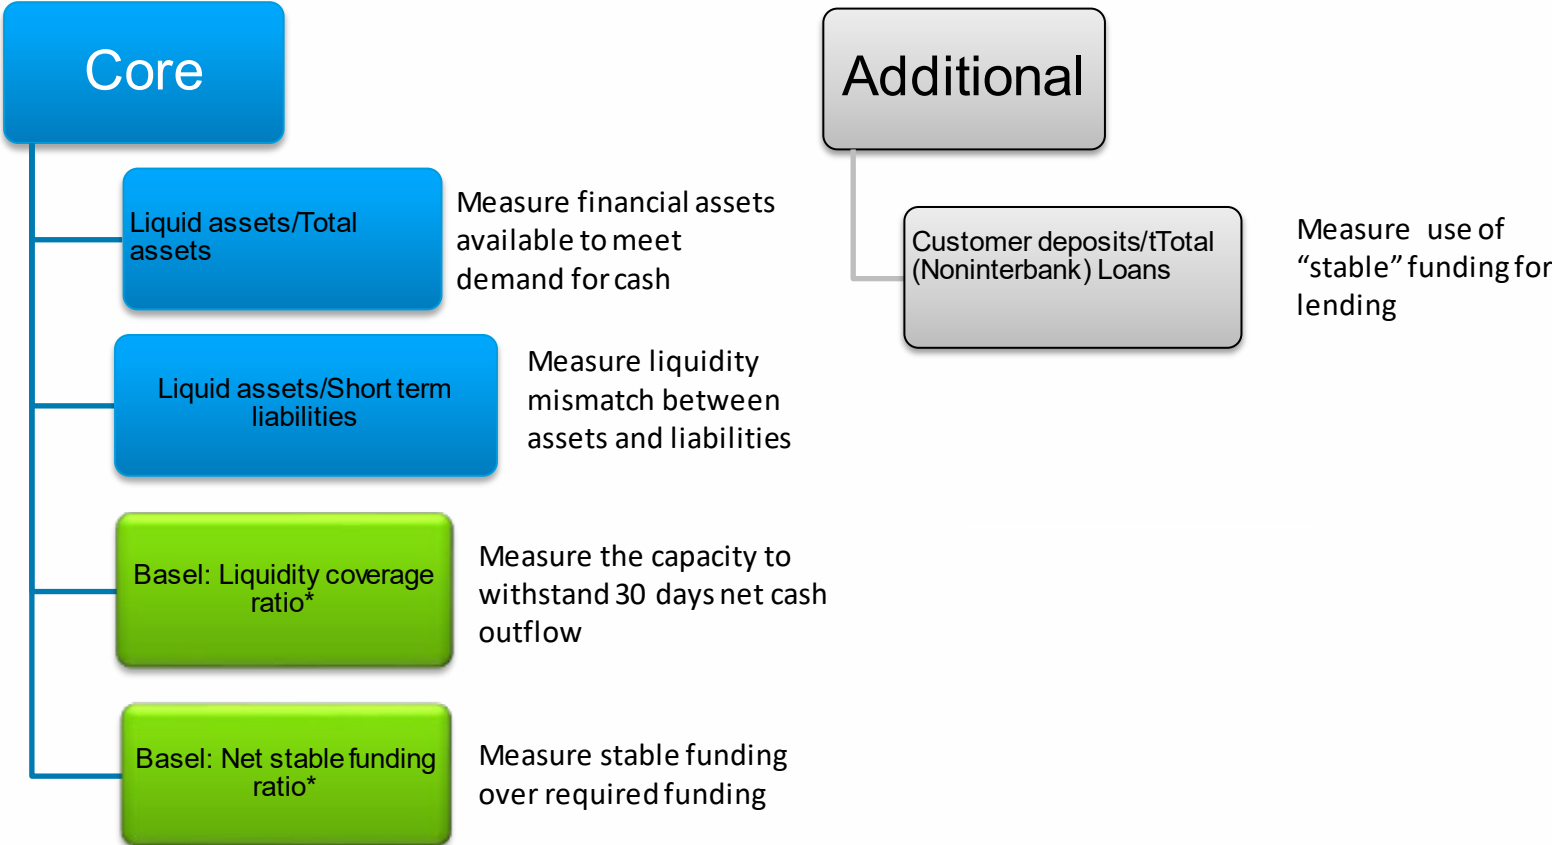 Core
Liquid assets/Total
assets
Measure financial assets
available to meet
demand for cash
Liquid assets/Short term
liabilities
Measure liquidity
mismatch between
assets and liabilities
Basel: Liquidity coverage
ratio*
Measure the capacity to
withstand 30 days net cash
outflow
Basel: Net stable funding
ratio*
Measure stable funding
over required funding
Additional
Customer deposits/tTotal
(Noninterbank) Loans
Measure use of
“stable” funding for
lending